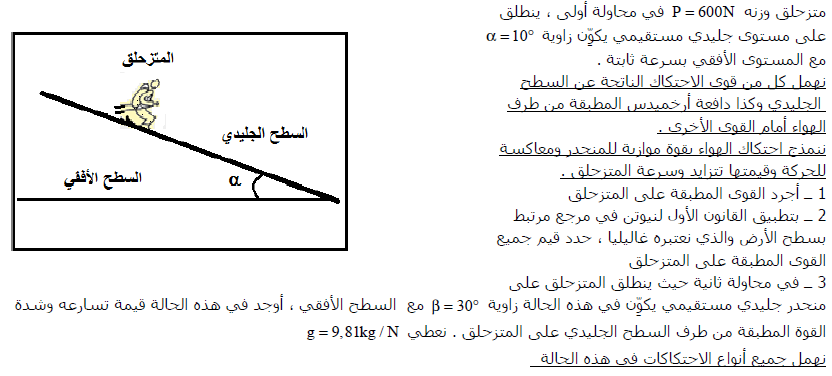 متزحلق وزنه P = 600N في محاولة أولى ، ينطلق
على مستوى جليدي مستقيمي يكوّن زاوية α = 10°
مع المستوى الأفقي بسرعة ثابتة .
نهمل كل من قوى الاحتكاك الناتجة عن السطح
الجليدي وكذا دافعة أرخميدس المطبقة من طرف
الهواء أمام القوى الأخرى .
ننمذج احتكاك الهواء بقوة موازية للمنحدر ومعاكسة
للحركة وقيمتها تتزايد وسرعة المتزحلق .
1 _ أجرد القوى المطبقة على المتزحلق
2 _ بتطبيق القانون الأول لنيوتن في مرجع مرتبط
بسطح الأرض والذي نعتبره غاليليا ، حدد قيم جميع
القوى المطبقة على المتزحلق
3 _ في محاولة ثانية حيث ينطلق المتزحلق على
منحدر جليدي مستقيمي يكوّن في هذه الحالة زاوية β = 30° مع السطح الأفقي ، أوجد في هذه الحالة قيمة تسارعه وشدة
القوة المطبقة من طرف السطح الجليدي على المتزحلق . نعطي g = 9,81kg / N
نهمل جميع أنواع الاحتكاكات في هذه الحالة
المتزحلق
السطح الجليدي
السطح الأفقي
α